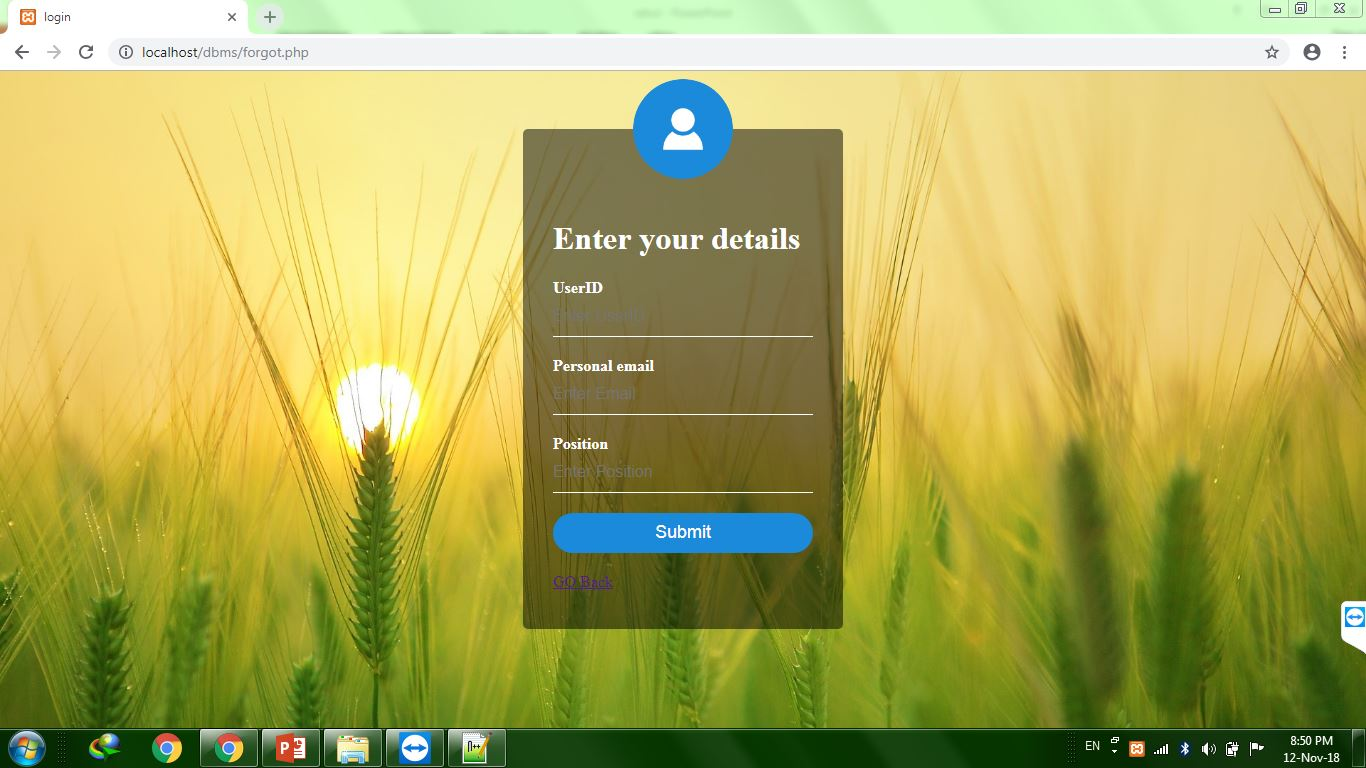 login
localhost/dbms/forgot.php
Enter your details
UserID
Enter UserID
Personal email
Enter Email
Position
Enter Position
Submit
GO Back
EN
8:50 PM
12-Nov-18